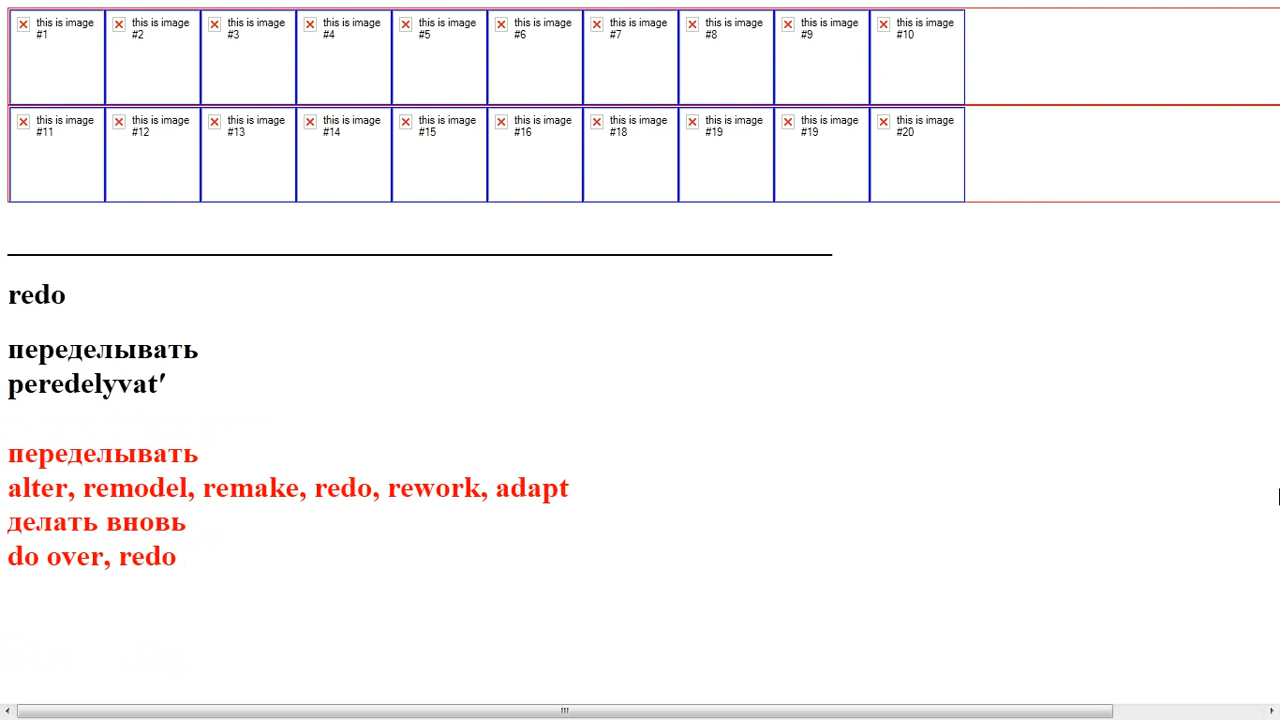 this is image #1 this is image #2 this is image #3 this is image #4 this is image #5 this is image #6 this is image #7 this is image #8 this is image #9 this is image #10
this is image #11 this is image #12 this is image #13 this is image #14 this is image #15 this is image #16 this is image #18 this is image #19 this is image #19 this is image #20
redo
переделывать
peredelyvatʹ
переделывать
alter, remodel, remake, redo, rework, adapt
делать вновь
do over, redo